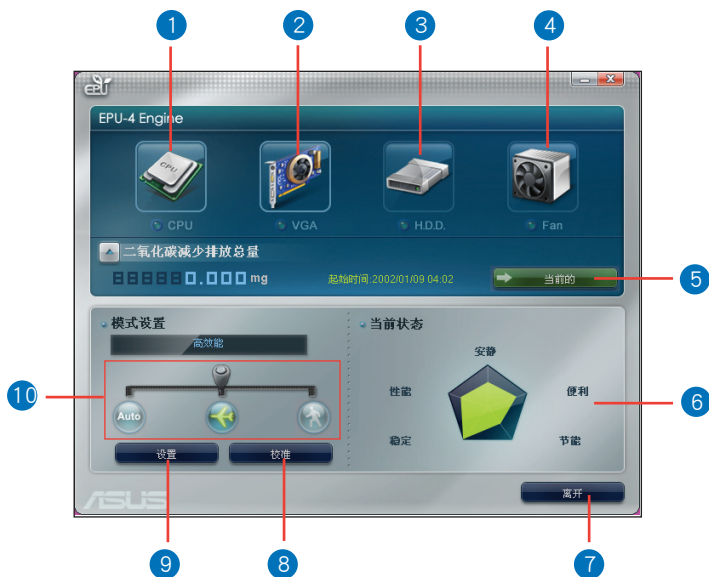 1
2
3
4
EPU
EPU-4 Engine
CPU
CPU
VGA
H.D.D.
Fan
二氧化碳减少排放总量
0.000 mg
起始时间:2002/01/09 04:02
当前的
5
模式设置
高效能
Auto
设置
校准
10
当前状态
安静
性能
便利
稳定
节能
6
ASUS
离开
9
8
7